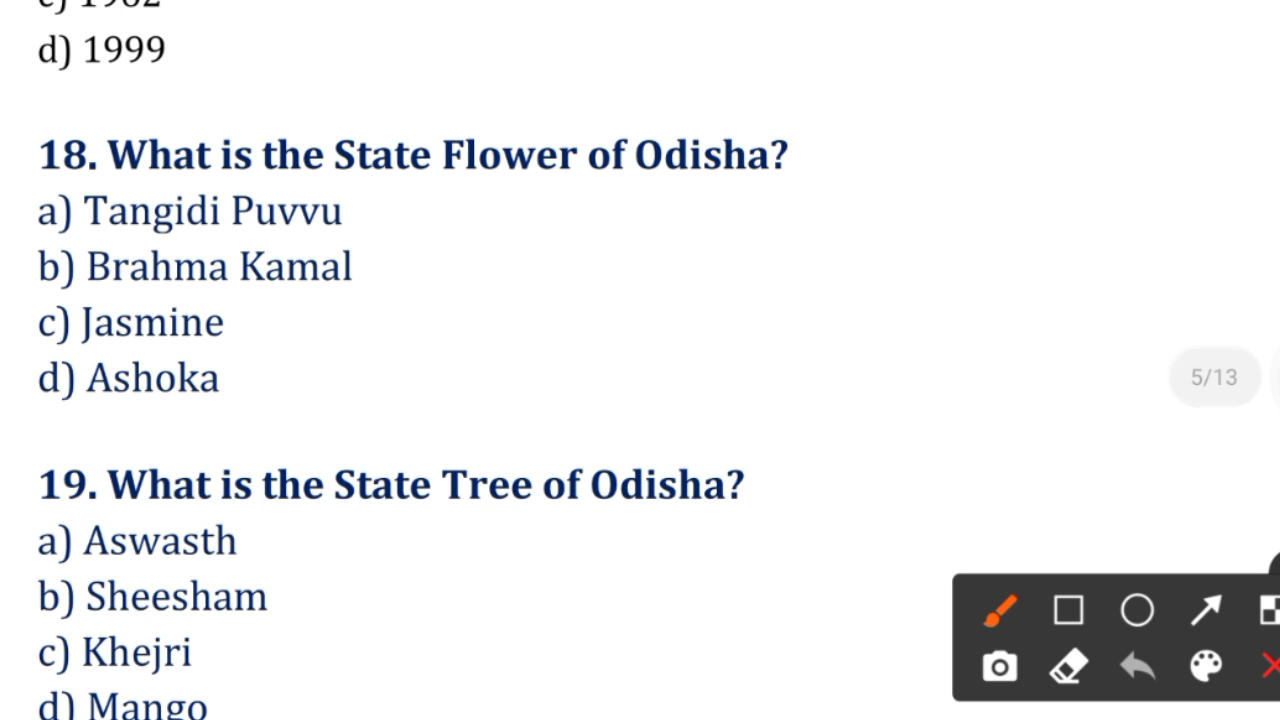 d) 1999
18. What is the State Flower of Odisha?
a) Tangidi Puvvu
b) Brahma Kamal
c) Jasmine
d) Ashoka
5/13
19. What is the State Tree of Odisha?
a) Aswasth
b) Sheesham
c) Khejri
d) Mango